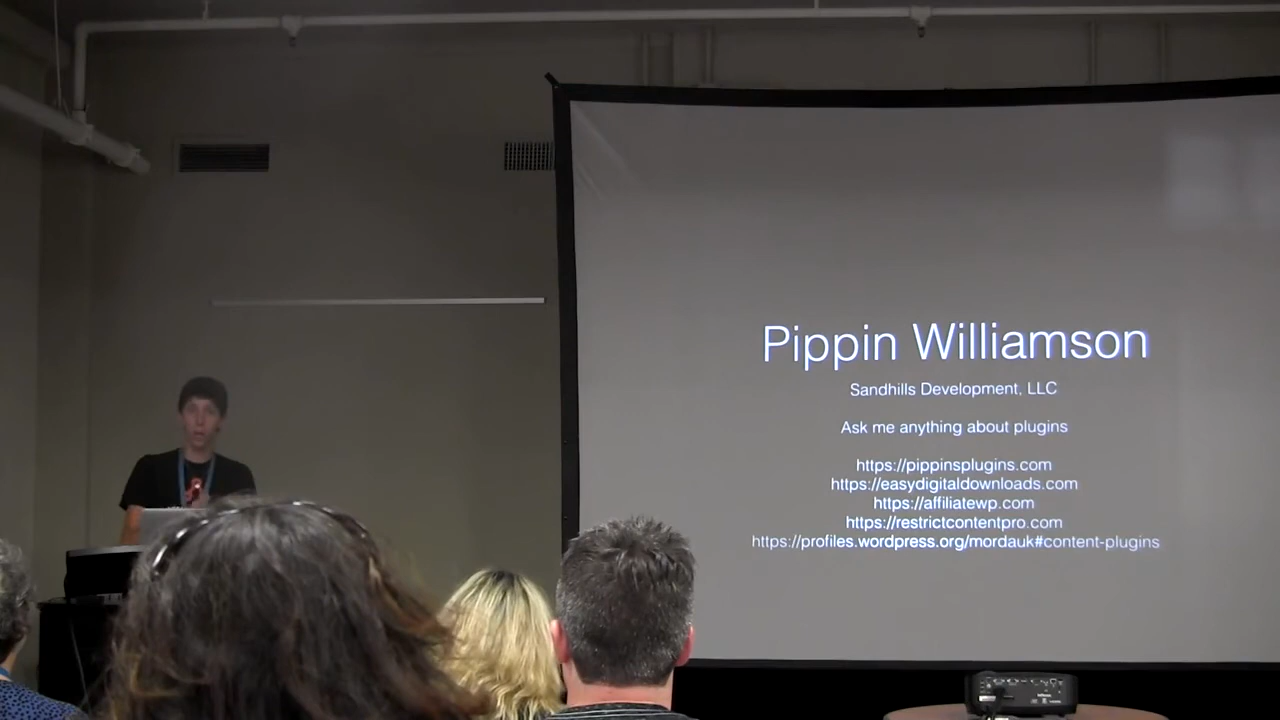 Pippin Williamson
Sandhills Development, LLC
Ask me anything about plugins
https://pippinsplugins.com
https://easydigitaldownloads.com
https://affiliatewp.com
https://restrictcontentpro.com
https://profiles.wordpress.org/mordauk#content-plugins